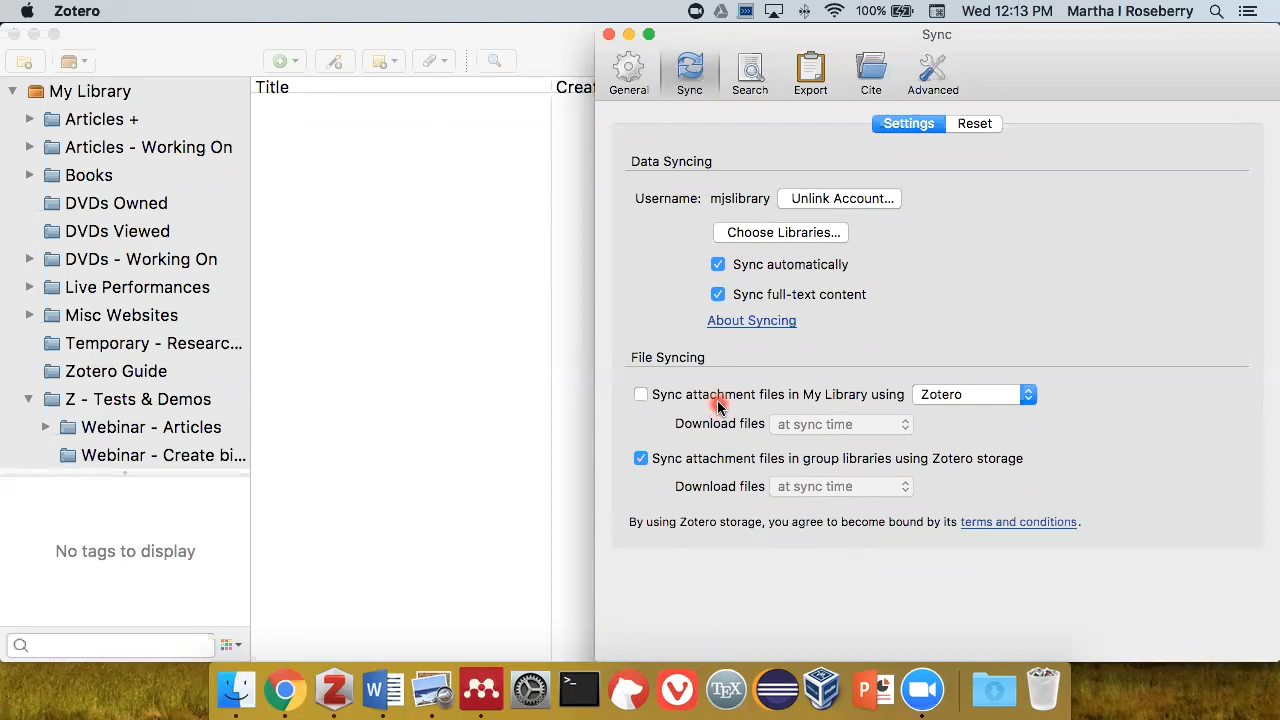 Zotero
100%
Wed 12:13 PM
Martha I Roseberry
Sync
General
Sync
Search
Export
Cite
Advanced
Settings
Reset
My Library
Articles +
Articles - Working On
Books
DVDs Owned
DVDs Viewed
DVDs - Working On
Live Performances
Misc Websites
Temporary - Researc...
Zotero Guide
Z - Tests & Demos
Webinar - Articles
Webinar - Create bi...
No tags to display
Title
Creat
Data Syncing
Username: mjslibrary Unlink Account...
Choose Libraries...
Sync automatically
Sync full-text content
About Syncing
File Syncing
Sync attachment files in My Library using Zotero
Download files at sync time
Sync attachment files in group libraries using Zotero storage
Download files at sync time
By using Zotero storage, you agree to become bound by its terms and conditions.
Z
W
>_
TEX
P